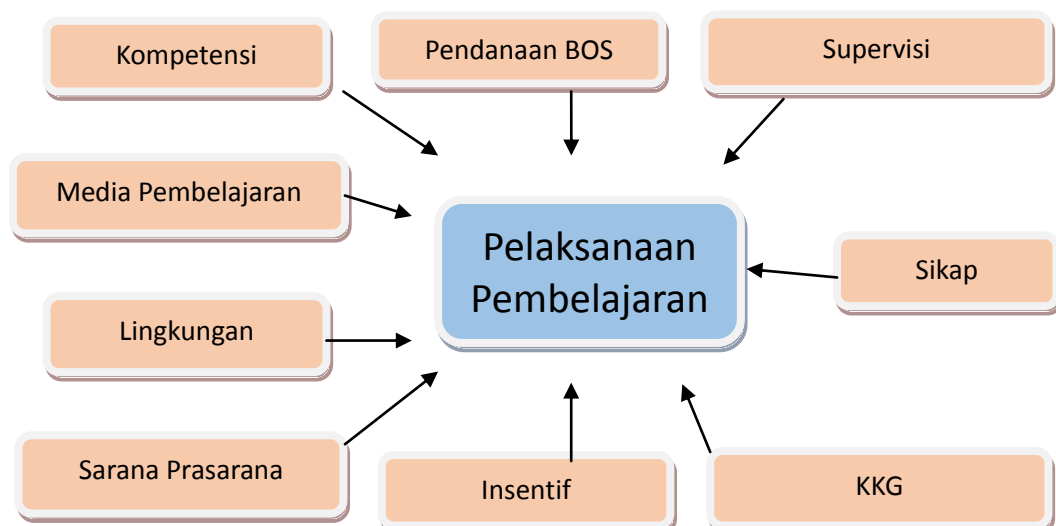 Kompetensi
Pendanaan BOS
Supervisi
Media Pembelajaran
Pelaksanaan
Pembelajaran
Sikap
Lingkungan
Sarana Prasarana
Insentif
KKG